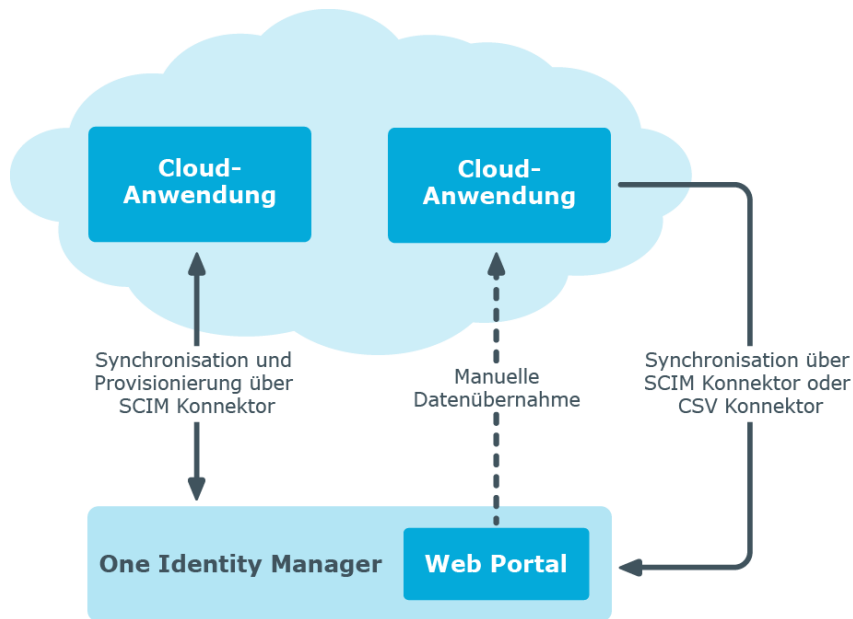 Cloud-
Anwendung
Cloud-
Anwendung
Synchronisation und
Provisionierung über
SCIM Konnektor
Manuelle
Datenübernahme
Synchronisation über
SCIM Konnektor oder
CSV Konnektor
One Identity Manager
Web Portal